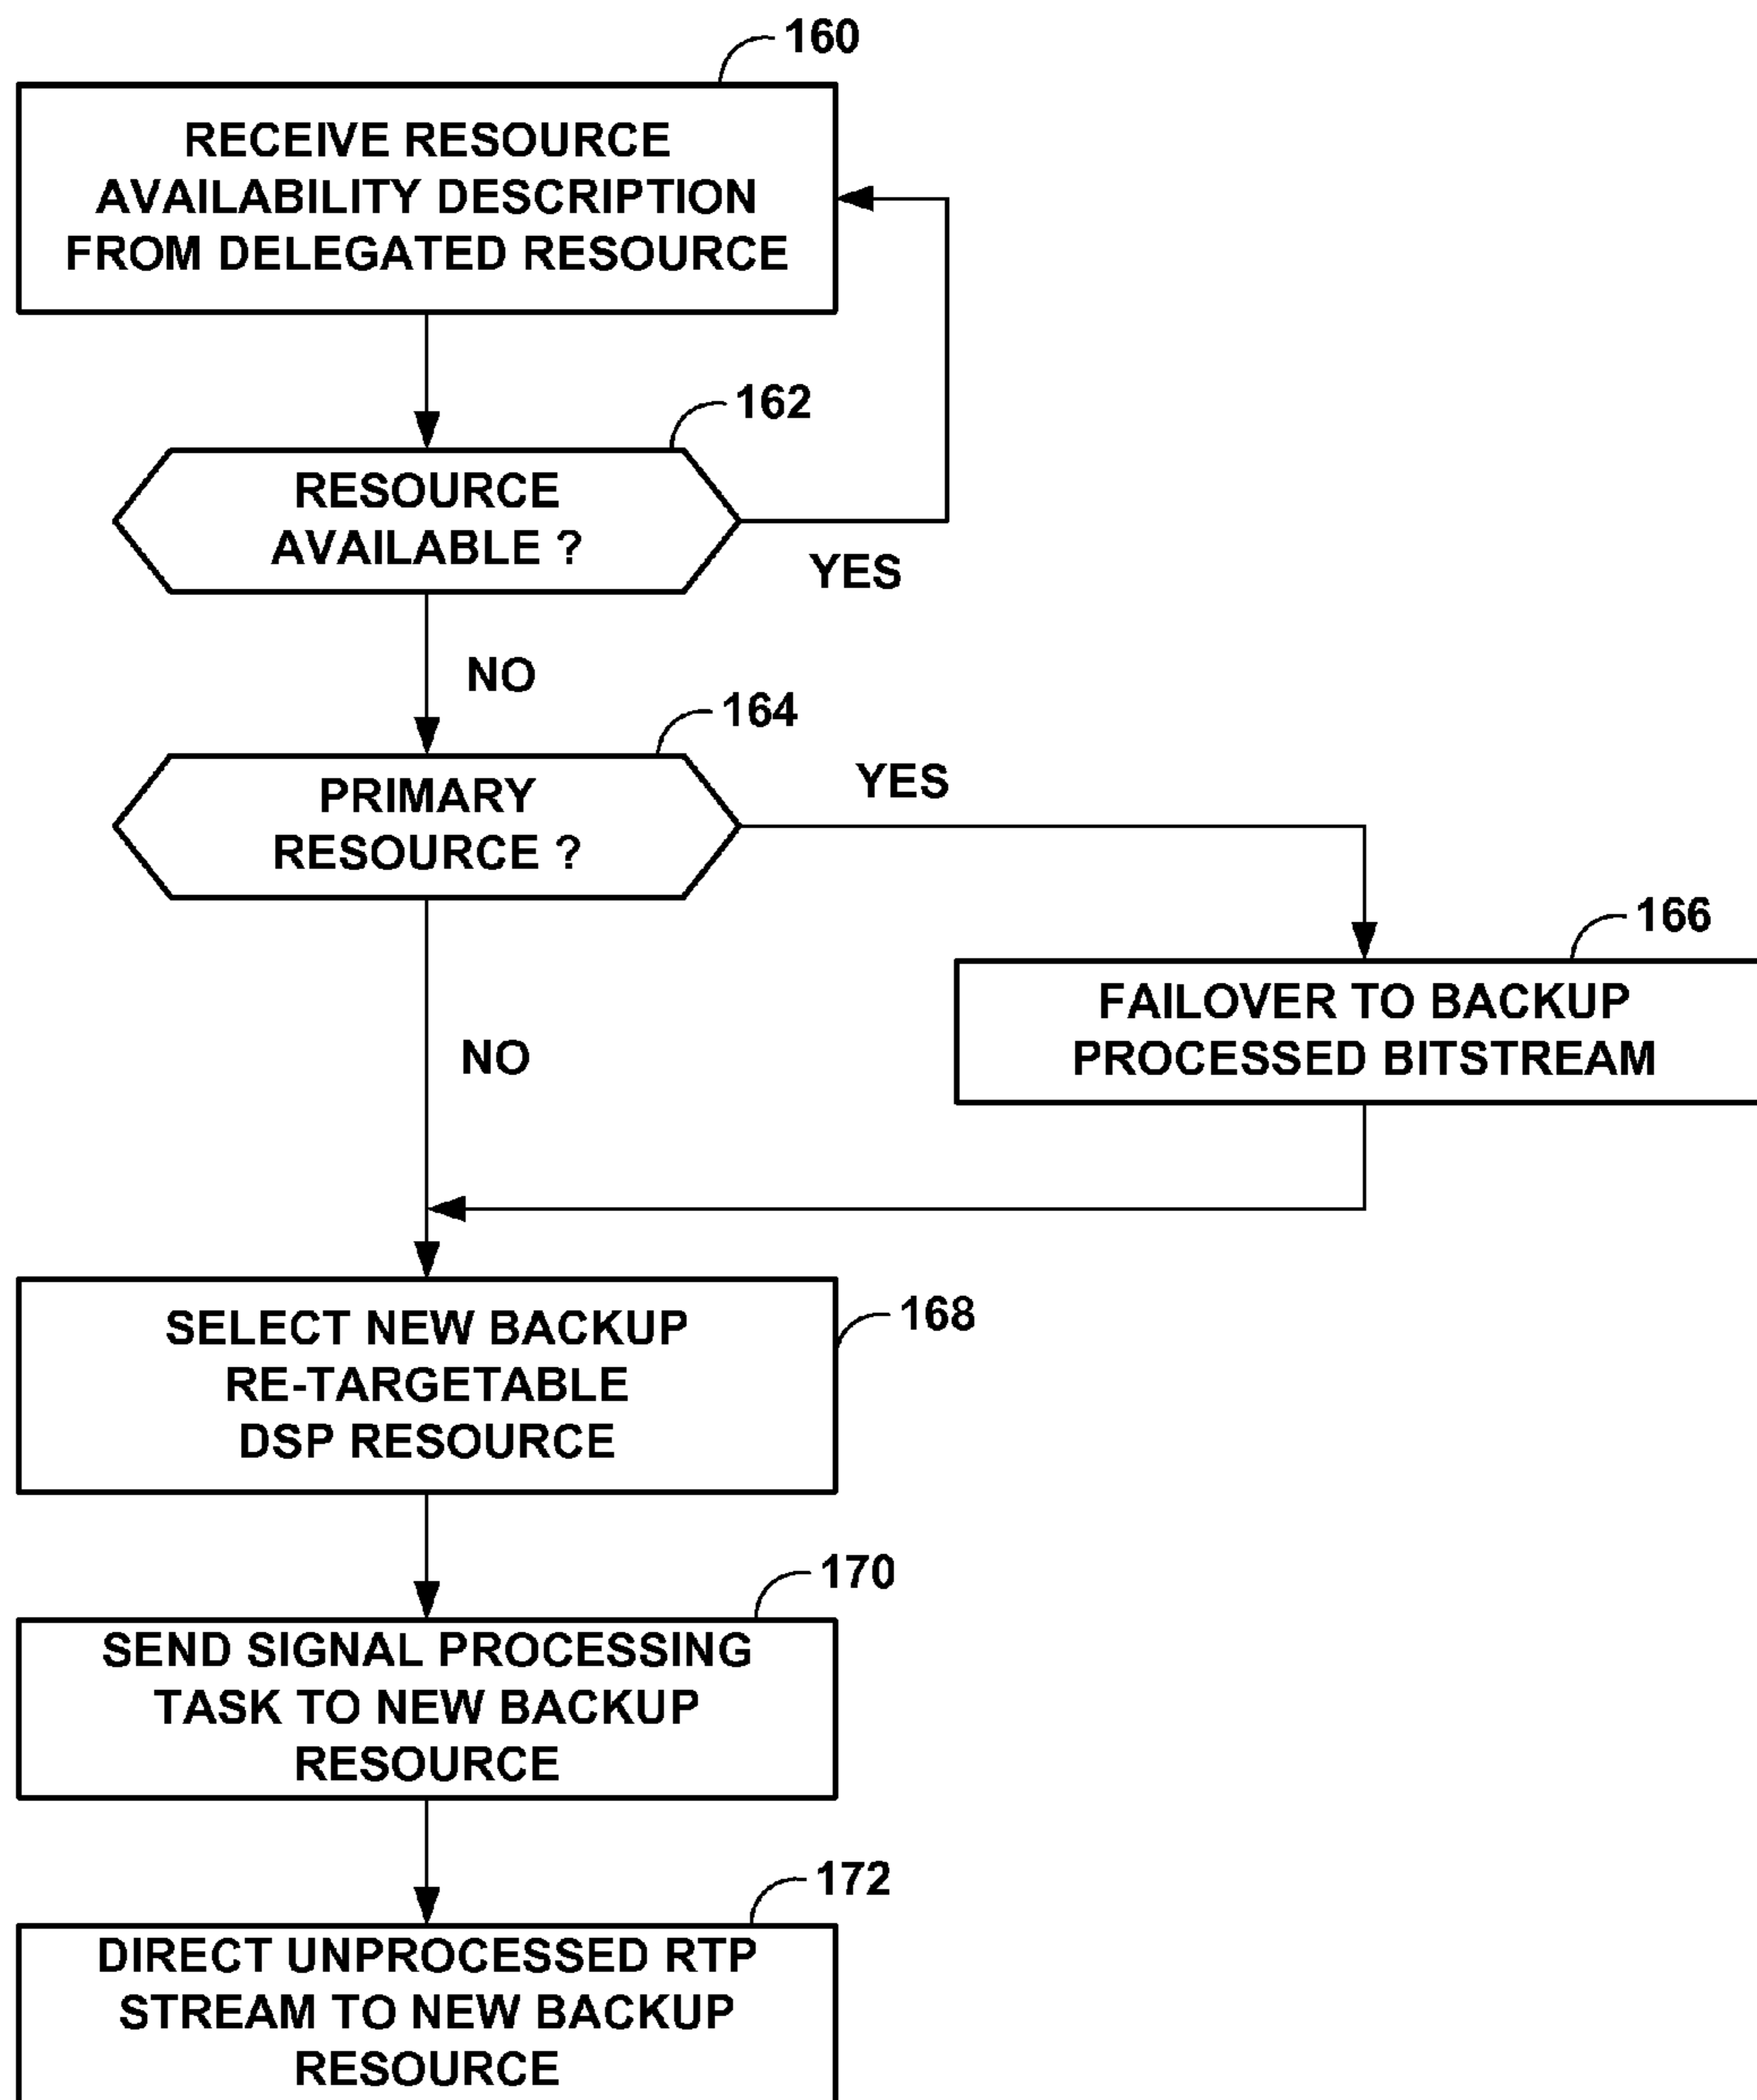 160
RECEIVE RESOURCE
AVAILABILITY DESCRIPTION
FROM DELEGATED RESOURCE
162
RESOURCE
AVAILABLE ?
YES
NO
164
PRIMARY
RESOURCE ?
YES
166
FAILOVER TO BACKUP
PROCESSED BITSTREAM
NO
168
SELECT NEW BACKUP
RE-TARGETABLE
DSP RESOURCE
170
SEND SIGNAL PROCESSING
TASK TO NEW BACKUP
RESOURCE
172
DIRECT UNPROCESSED RTP
STREAM TO NEW BACKUP
RESOURCE